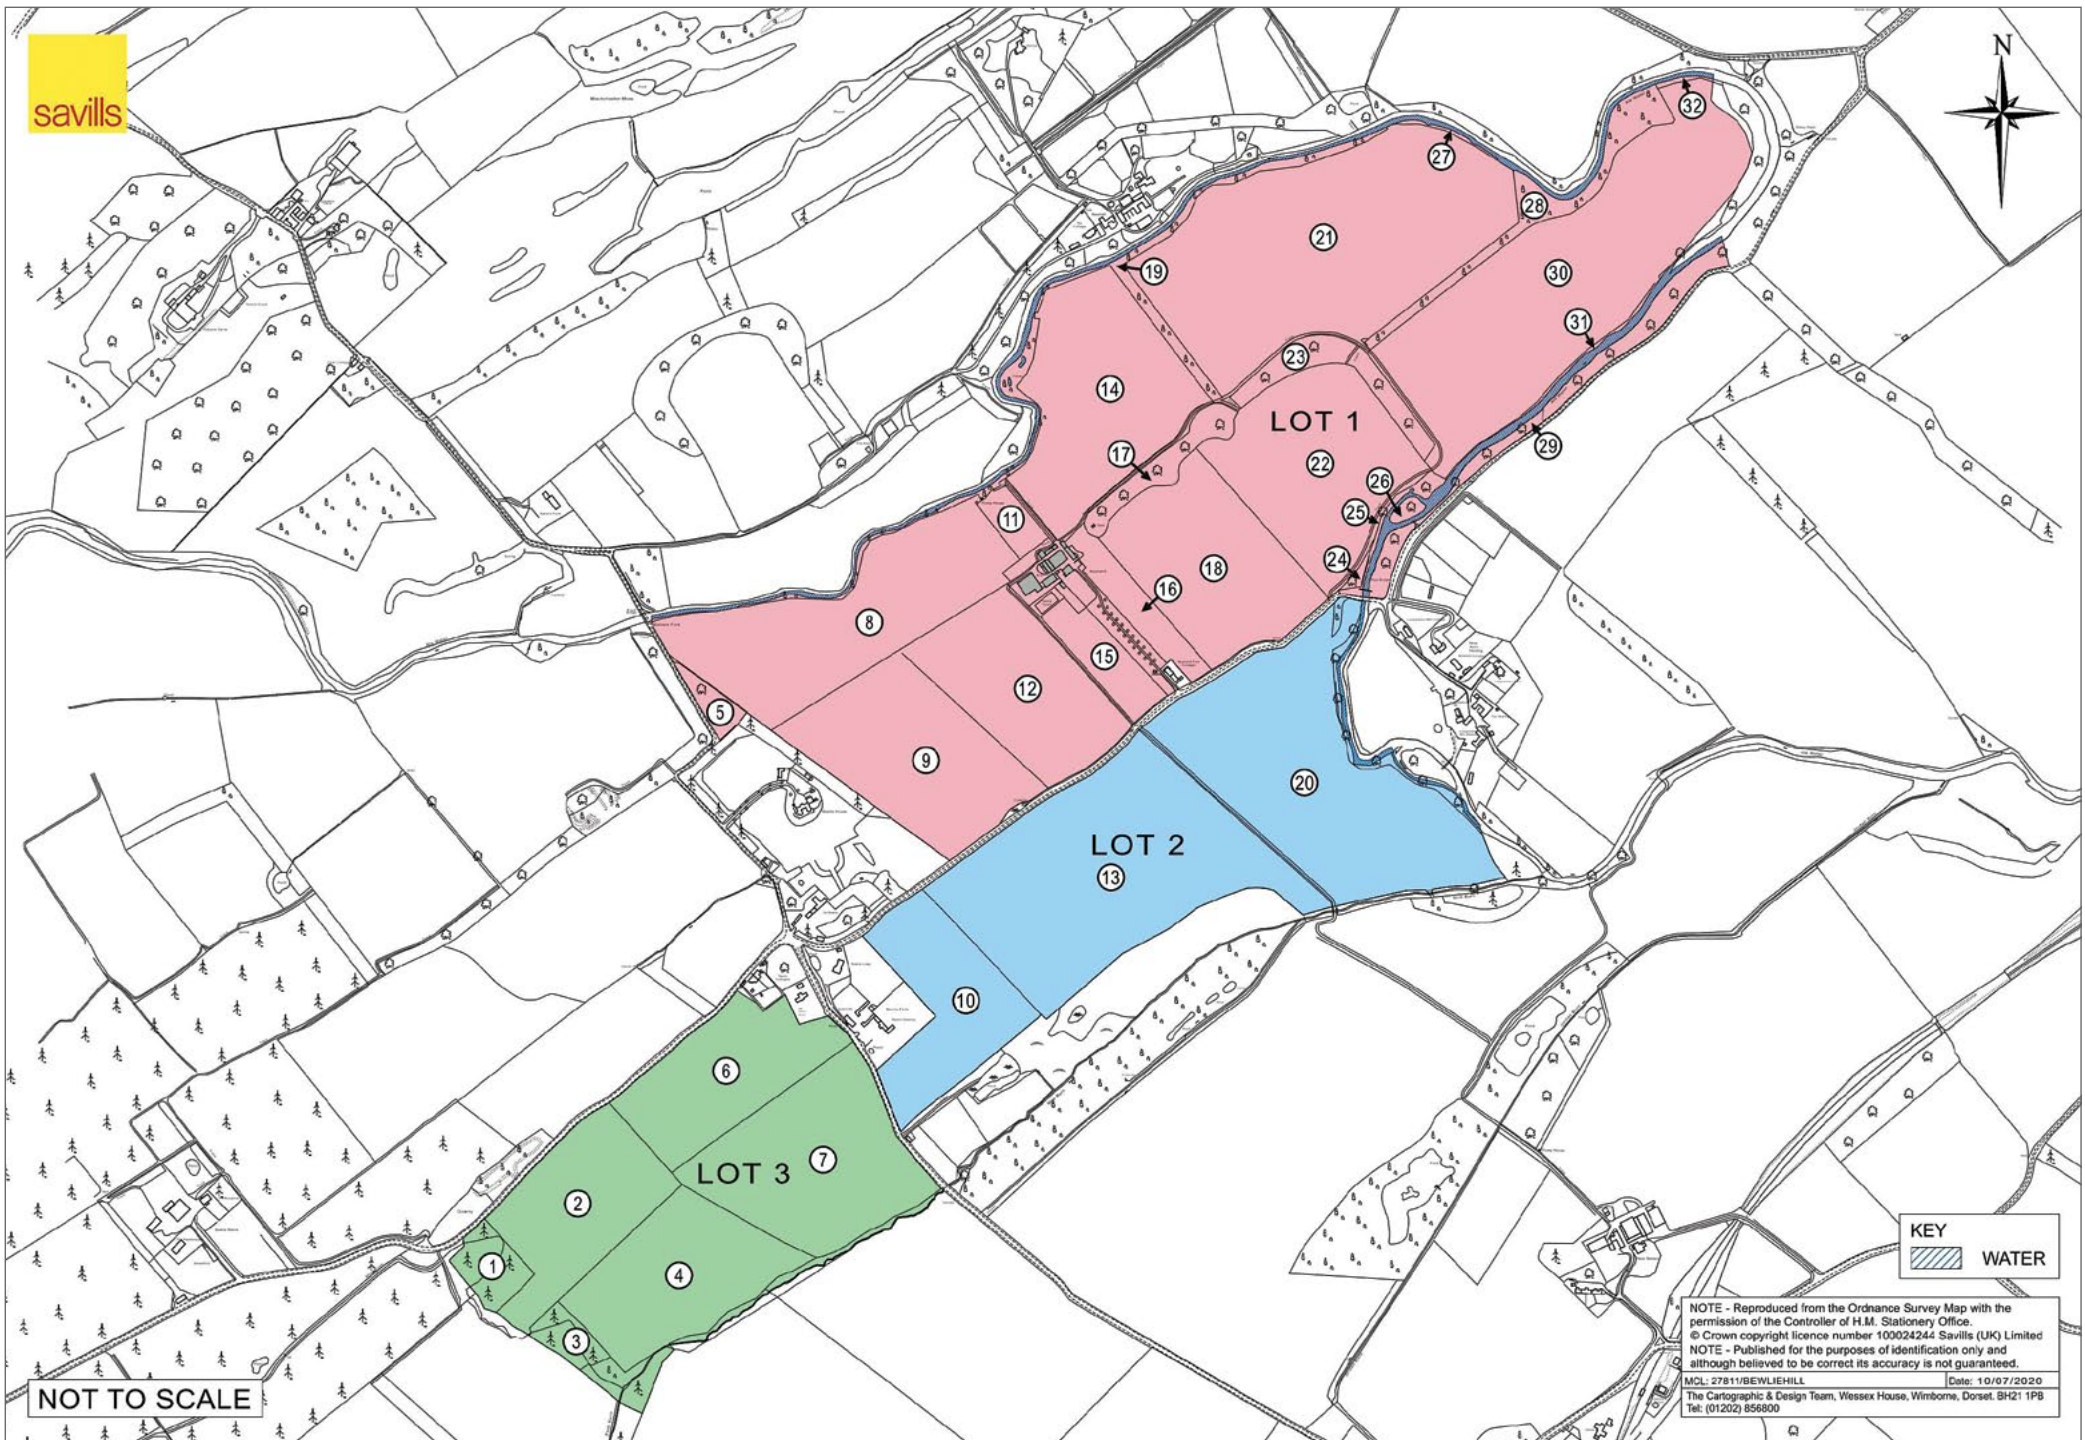 savills
N
32
27
28
21
19
30
31
23
14
LOT 1
17
22
29
26
25
11
24
18
16
8
15
12
5
9
20
LOT 2
13
10
6
LOT 3
7
2
1
4
3
KEY
WATER
NOT TO SCALE
NOTE - Reproduced from the Ordnance Survey Map with the
permission of the Controller of H.M. Stationery Office.
© Crown copyright licence number 100024244 Savills (UK) Limited
NOTE - Published for the purposes of identification only and
although believed to be correct its accuracy is not guaranteed.
MCL: 27811/BEWLIEHILL
Date: 10/07/2020
The Cartographic & Design Team, Wessex House, Wimborne, Dorset. BH21 1PB
Tel: (01202) 856800